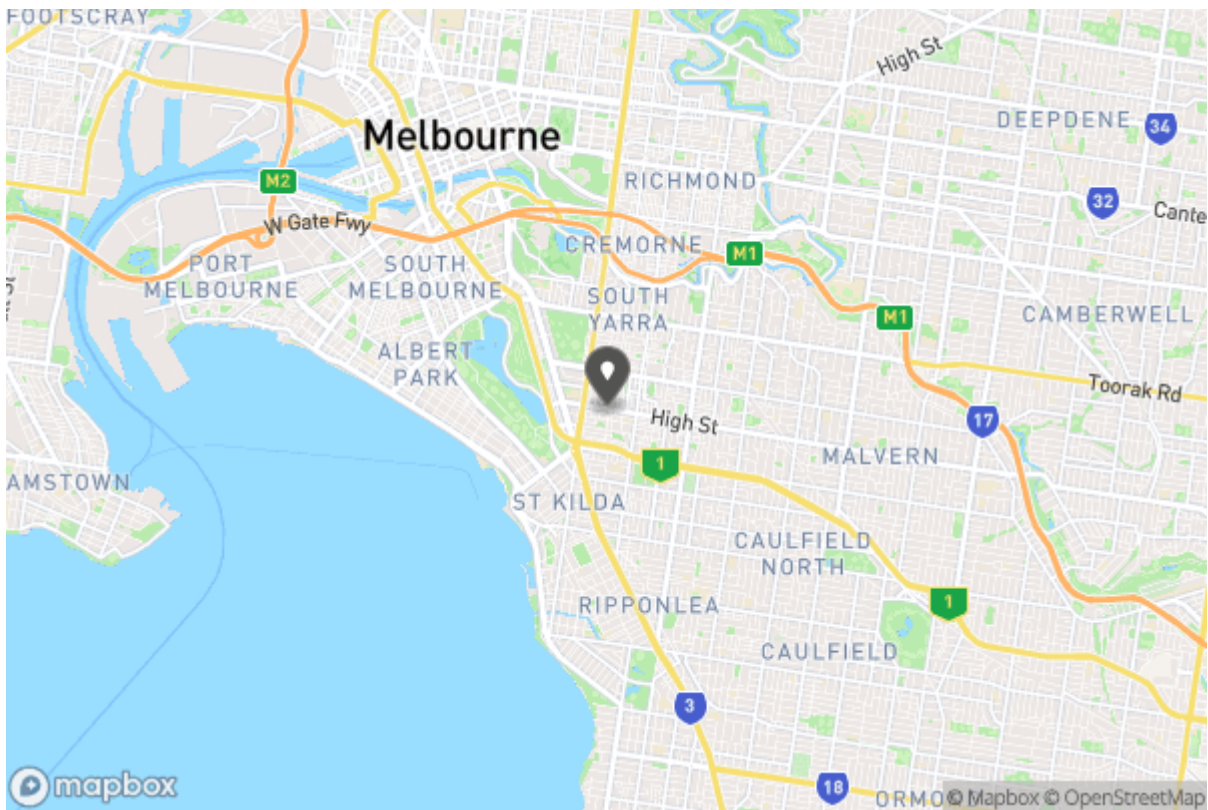 FOOTSCRAY
High St
DEEPDENE
34
Melbourne
M2
RICHMOND
32
Cante
W Gate Fwy
CREMORNE
M1
PORT
MELBOURNE
SOUTH
MELBOURNE
SOUTH
YARRA
M1
CAMBERWELL
ALBERT
PARK
Toorak Rd
High St
17
MALVERN
1
AMSTOWN
ST KILDA
CAULFIELD
NORTH
RIPPONLEA
1
CAULFIELD
3
mapbox
18
ORMO
© Mapbox © OpenStreetMap